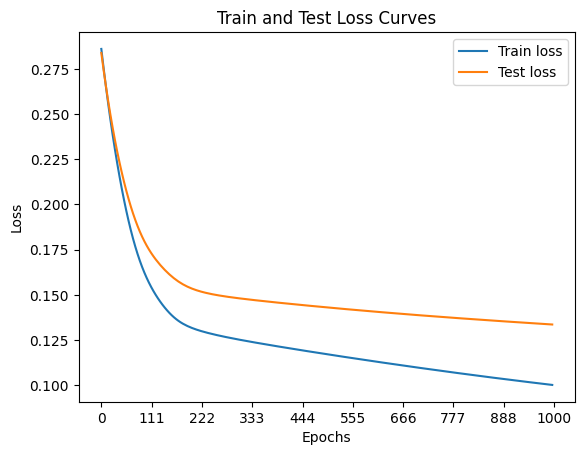 Train and Test Loss Curves
Train loss
Test loss
0.275
0.250
0.225
0.200
0.175
0.150
0.125
0.100
Loss
0 111 222 333 444 555 666 777 888 1000
Epochs